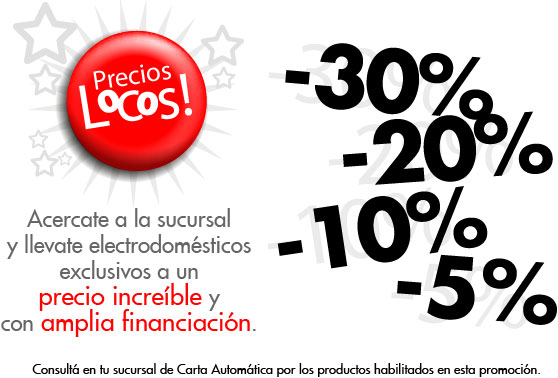 Precios
LOCOS!
-30%
-20%
-10%
-5%
Acercate a la sucursal
y llevate electrodomésticos
exclusivos a un
precio increíble y
con amplia financiación.
Consultá en tu sucursal de Carta Automática por los productos habilitados en esta promoción.